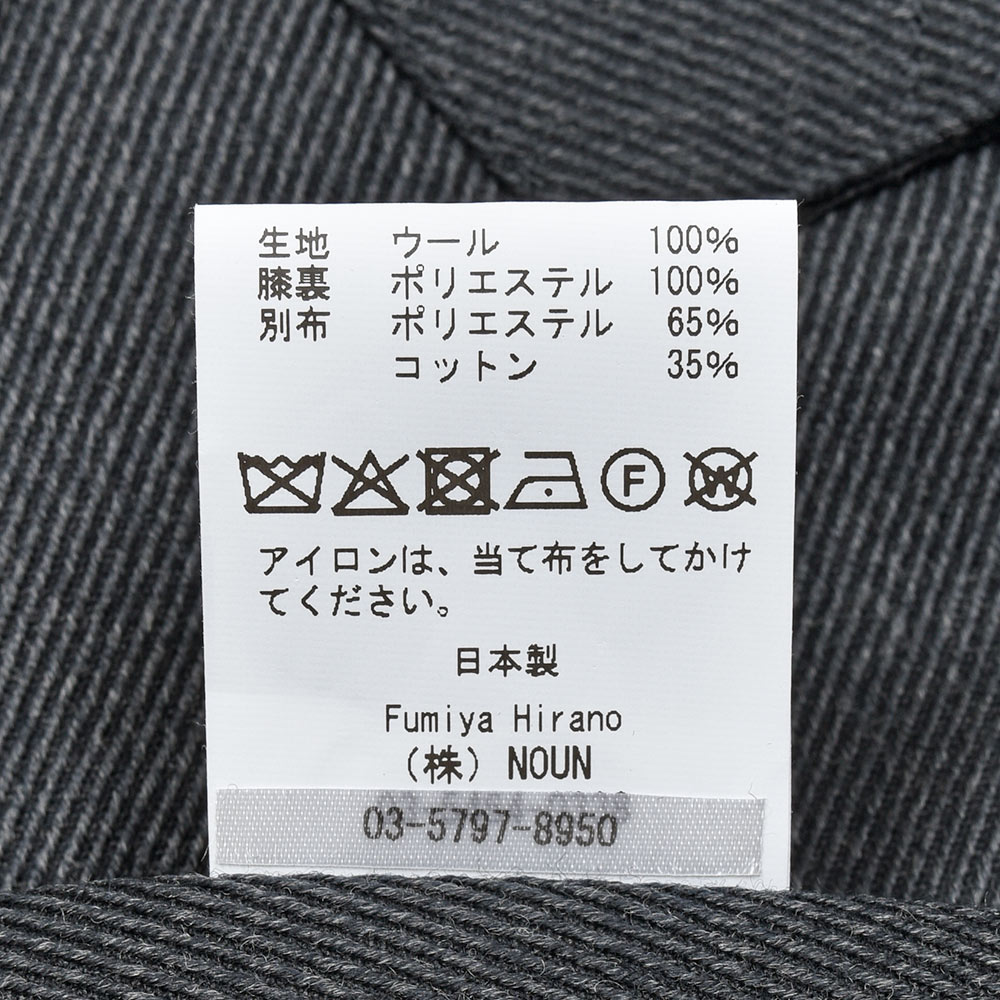 生地 ウール 100%
膝裏 ポリエステル 100%
別布 ポリエステル 65%
コットン 35%
F W
アイロンは、当て布をしてかけ
てください。
日本製
Fumiya Hirano
(株) NOUN
03-5797-8950